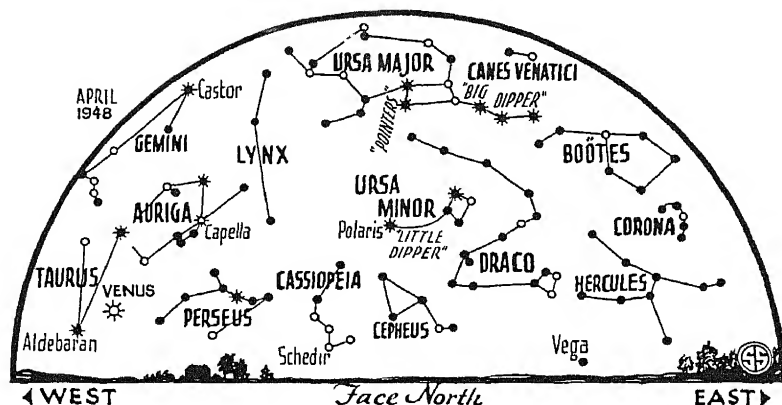 URSA MAJOR
CANES VENATICI
Castor
APRIL
1948
"POINTERS"
"BIG DIPPER"
GEMINI
LYNX
BOÖTES
URSA
MINOR
AURIGA
Capella
Polaris
"LITTLE
DIPPER"
CORONA
TAURUS
VENUS
CASSIOPEIA
DRACO
HERCULES
PERSEUS
CEPHEUS
Aldebaran
Schedir
Vega
WEST
Face North
EAST